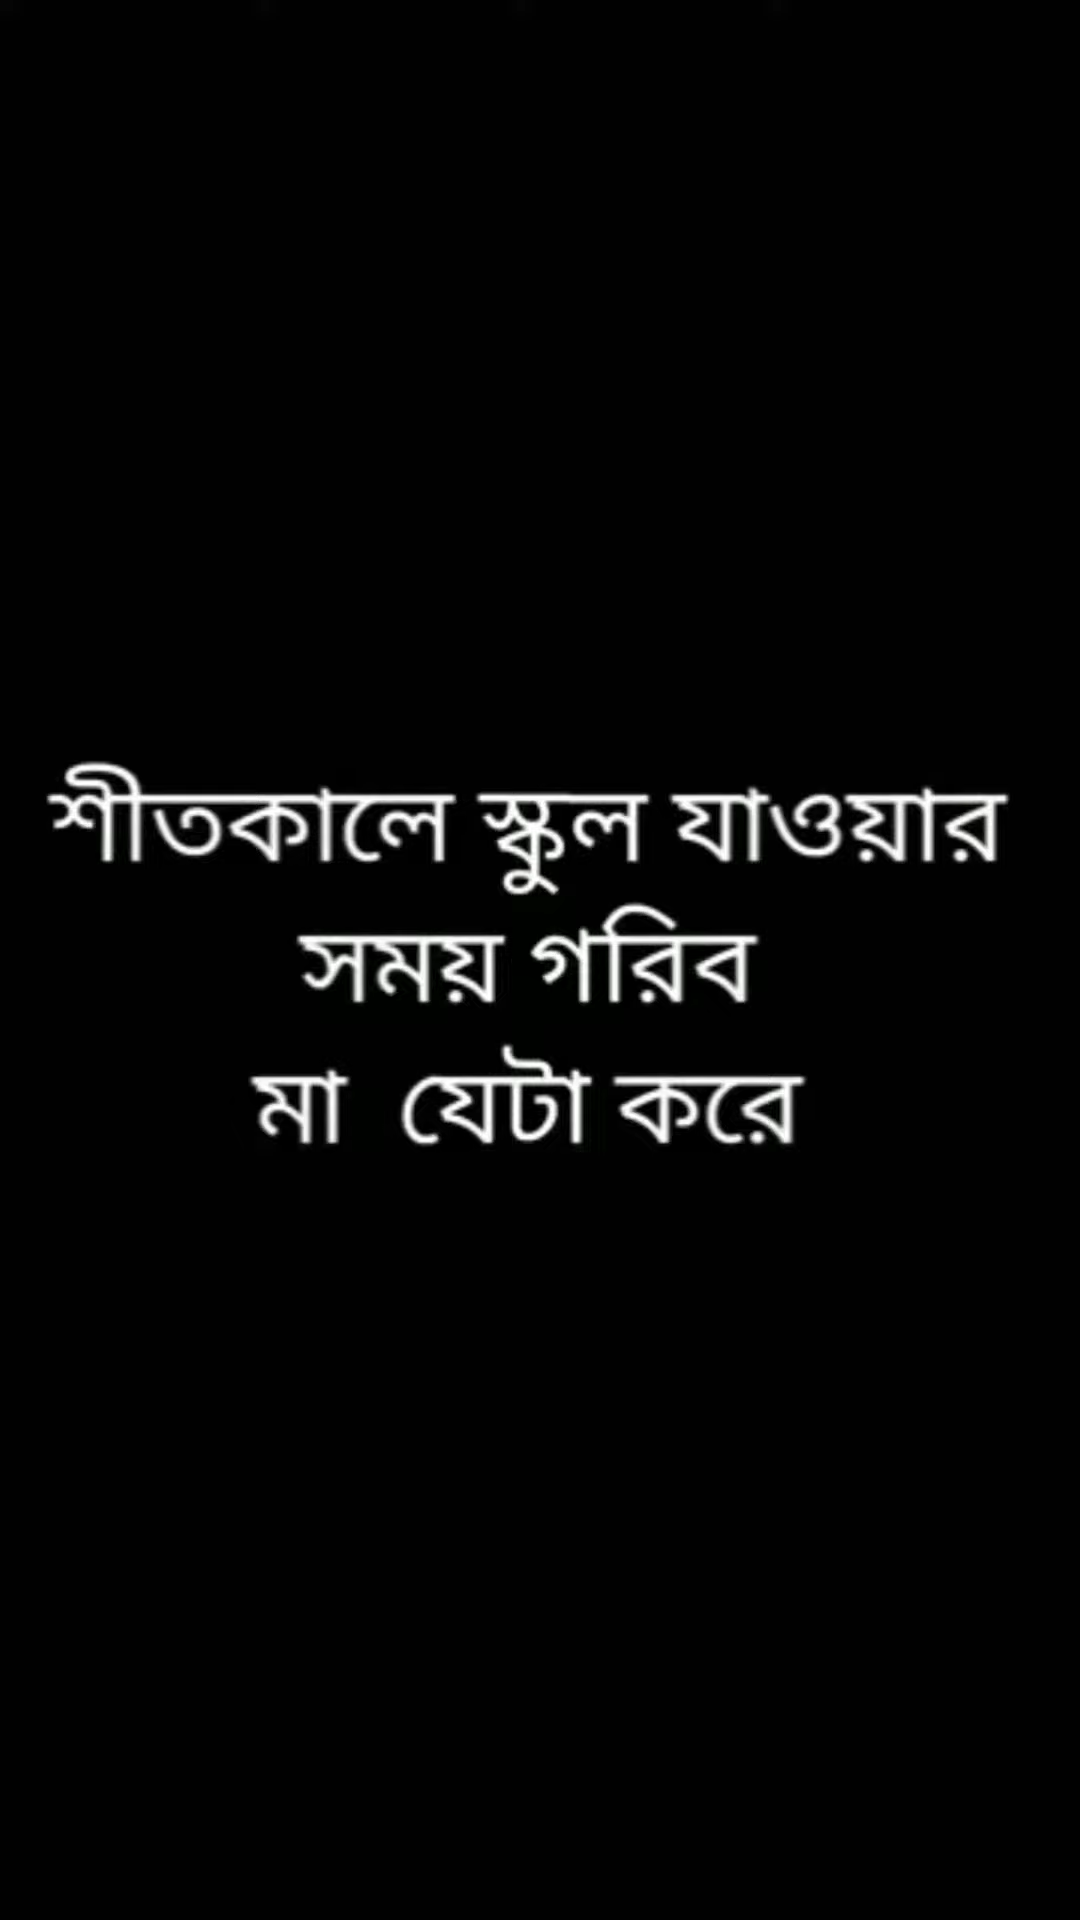 শীতকালে স্কুল যাওয়ার
সময় গরিব
মা যেটা করে